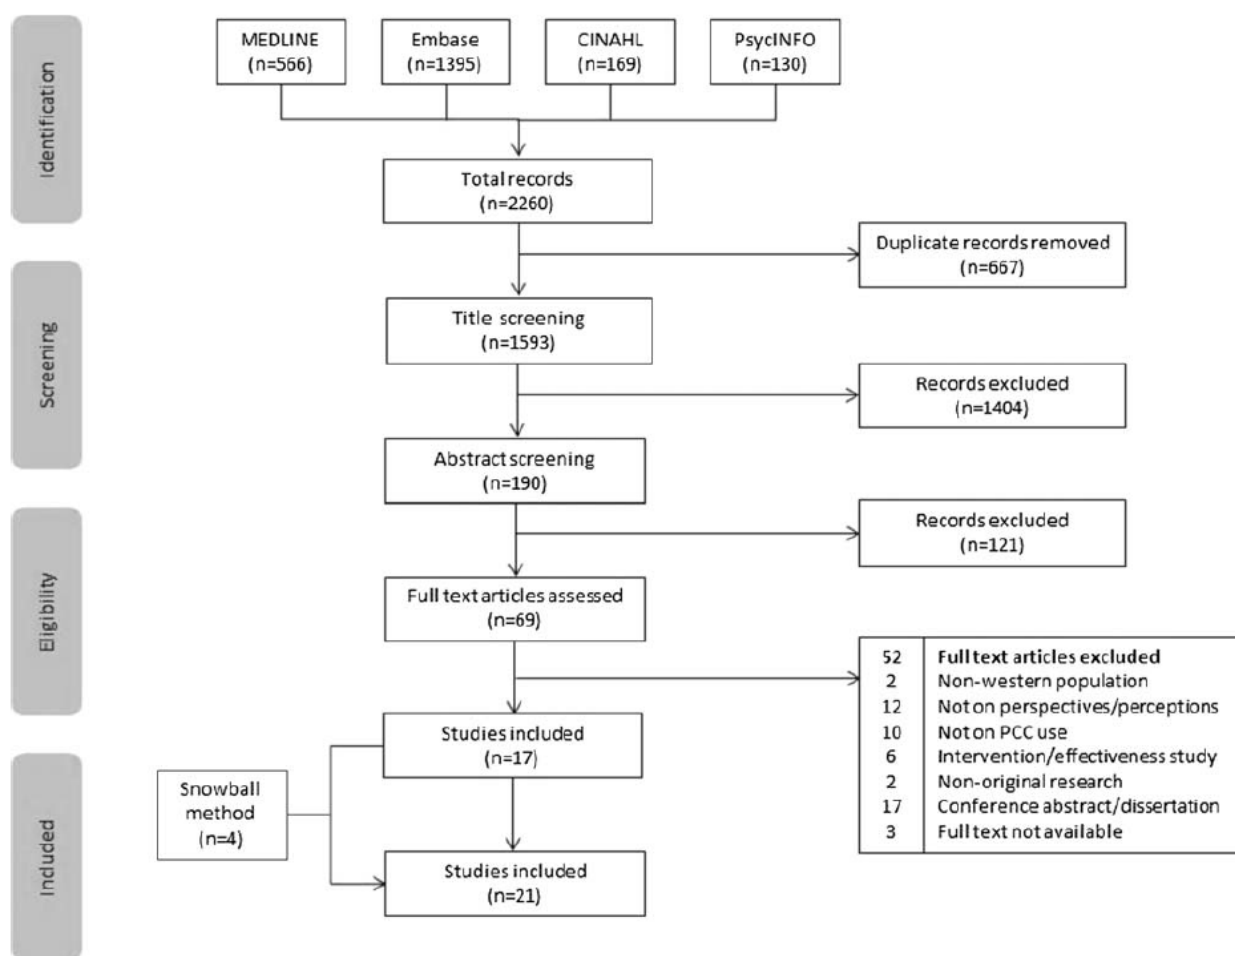 Identification
MEDLINE
(n=566)
Embase
(n=1395)
CINAHL
(n=169)
PsycINFO
(n=130)
Total records
(n=2260)
Duplicate records removed
(n=667)
Screening
Title screening
(n=1593)
Records excluded
(n=1404)
Abstract screening
(n=190)
Records excluded
(n=121)
Eligibility
Full text articles assessed
(n=69)
52 Full text articles excluded
2 Non-western population
12 Not on perspectives/perceptions
10 Not on PCC use
6 Intervention/effectiveness study
2 Non-original research
17 Conference abstract/dissertation
3 Full text not available
Included
Studies included
(n=17)
Snowball
method
(n=4)
Studies included
(n=21)